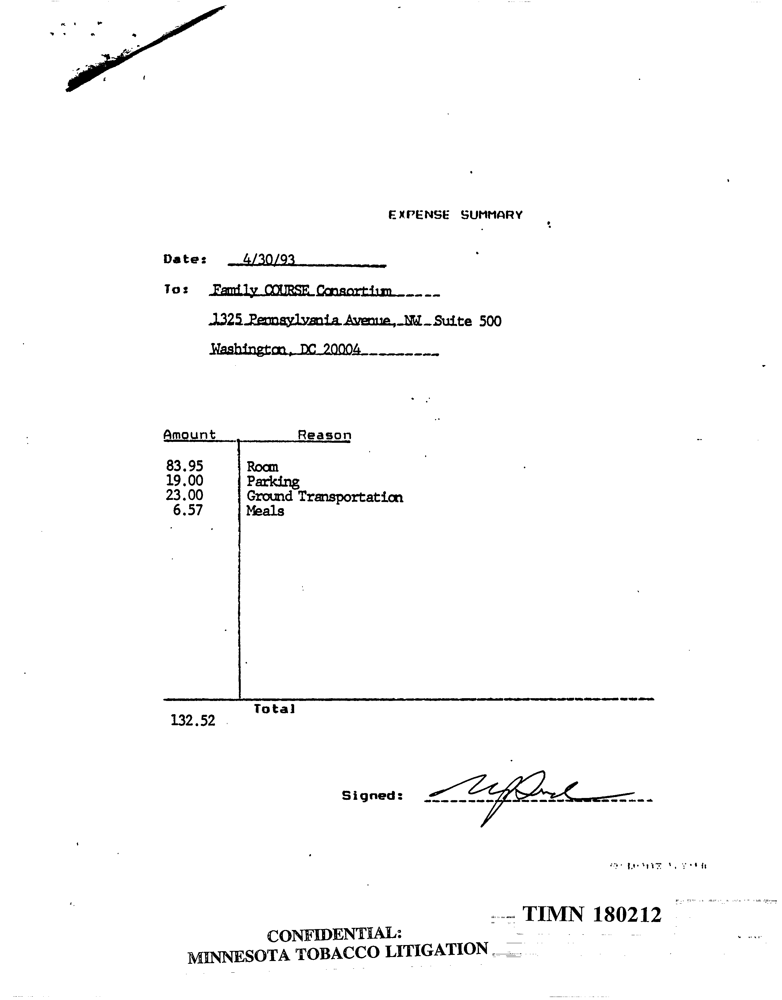 EXPENSE SUMMARY
Date: 4/30/93
To: Family COURSE Consortium
1325 Pennsylvania Avenue, NW Suite 500
Washington, DC 20004
Amount Reason
83.95 Room
19.00 Parking
23.00 Ground Transportation
6.57 Meals
Total
132.52
Signed:
TIMN 180212
CONFIDENTIAL:
MINNESOTA TOBACCO LITIGATION